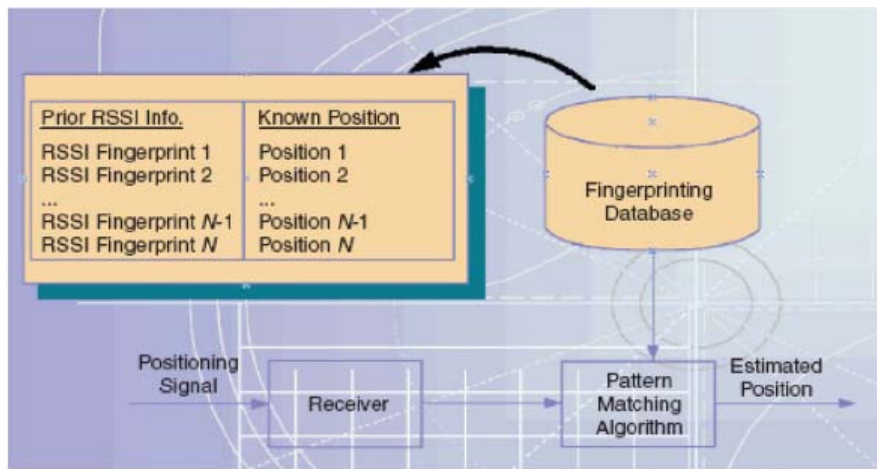 Prior RSSI Info.
RSSI Fingerprint 1
RSSI Fingerprint 2
...
RSSI Fingerprint N-1
RSSI Fingerprint N
Known Position
Position 1
Position 2
...
Position N-1
Position N
Fingerprinting
Database
Positioning
Signal
Receiver
Pattern
Matching
Algorithm
Estimated
Position